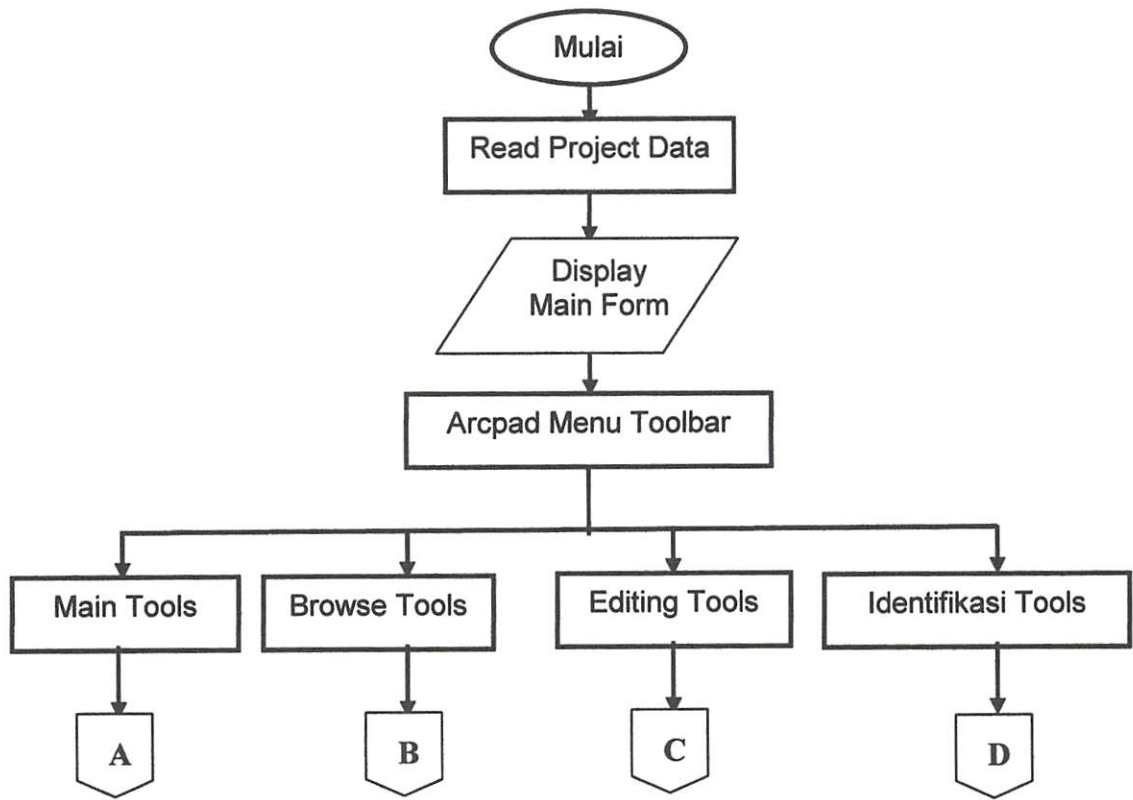 Mulai
Read Project Data
Display
Main Form
Arcpad Menu Toolbar
Main Tools
Browse Tools
Editing Tools
Identifikasi Tools
A
B
C
D